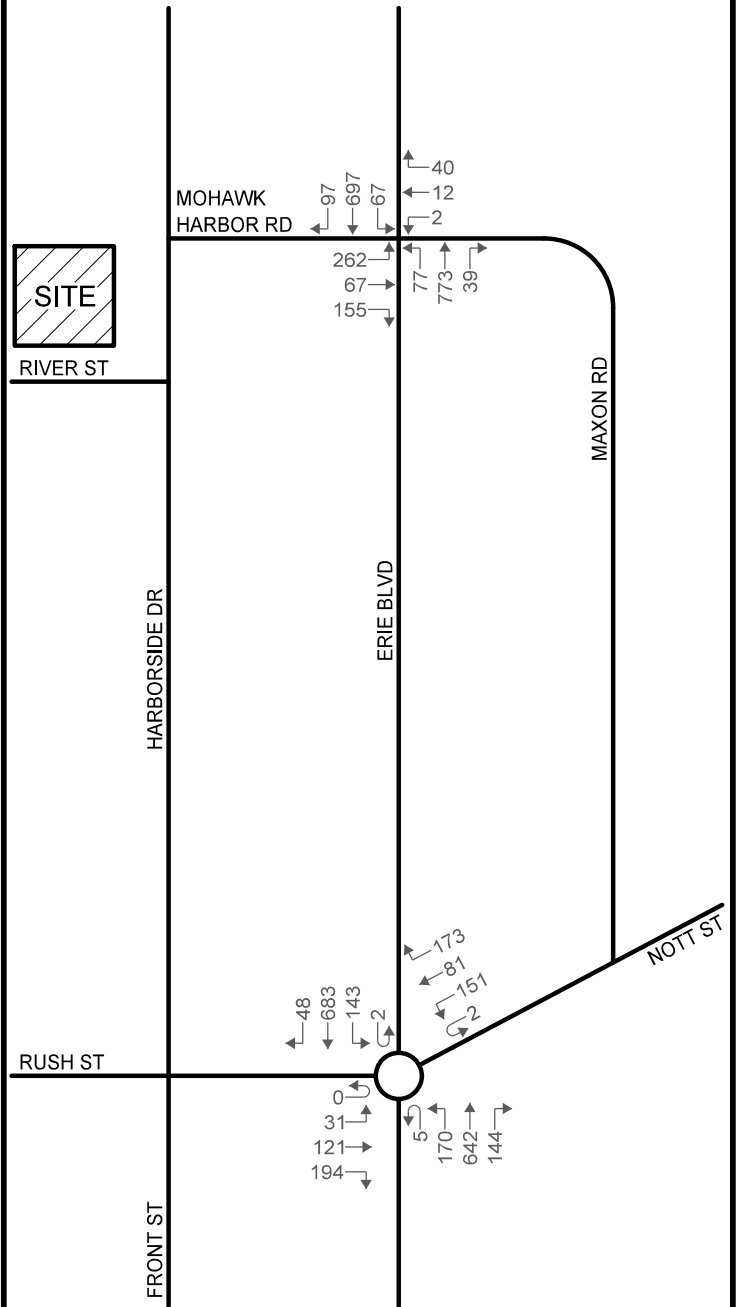 40
12
2
97
697
67
MOHAWK
HARBOR RD
262
67
155
77
773
39
SITE
RIVER ST
MAXON RD
ERIE BLVD
HARBORSIDE DR
173
81
151
2
NOTT ST
48
683
143
2
RUSH ST
0
31
121
194
5
170
642
144
FRONT ST